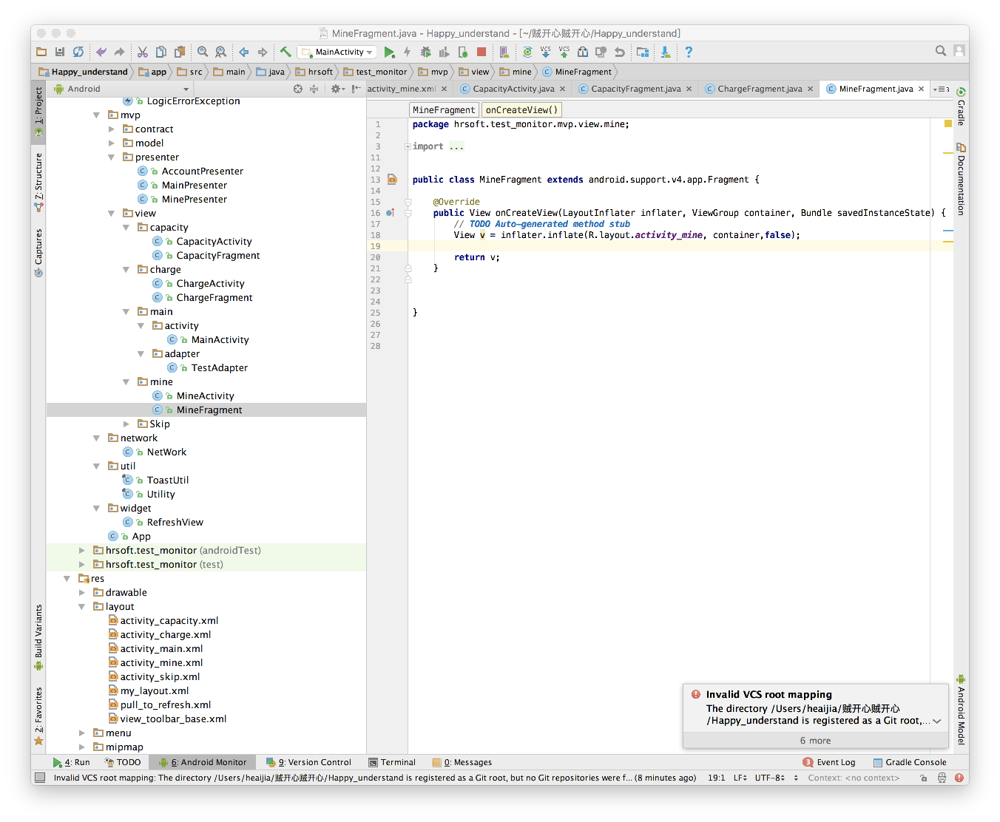 MineFragment.java - Happy_understand - [~/贼开心贼开心/Happy_understand]
MainActivity
VCS VCS
Happy_understand app src main java hrsoft test_monitor mvp view mine MineFragment
Android
activity_mine.xml CapacityActivity.java CapacityFragment.java ChargeFragment.java MineFragment.java
1: Project
Z: Structure
Captures
Build Variants
2: Favorites
LogicErrorException
mvp
contract
model
presenter
AccountPresenter
MainPresenter
MinePresenter
view
capacity
CapacityActivity
CapacityFragment
charge
ChargeActivity
ChargeFragment
main
activity
MainActivity
adapter
TestAdapter
mine
MineActivity
MineFragment
Skip
network
NetWork
util
ToastUtil
Utility
widget
RefreshView
App
hrsoft.test_monitor (androidTest)
hrsoft.test_monitor (test)
res
drawable
layout
activity_capacity.xml
activity_charge.xml
activity_main.xml
activity_mine.xml
activity_skip.xml
my_layout.xml
pull_to_refresh.xml
view_toolbar_base.xml
menu
mipmap
MineFragment onCreateView()
1 package hrsoft.test_monitor.mvp.view.mine;
2
3 import ...
11
12
13 public class MineFragment extends android.support.v4.app.Fragment {
14
15 @Override
16 public View onCreateView(LayoutInflater inflater, ViewGroup container, Bundle savedInstanceState) {
17 // TODO Auto-generated method stub
18 View v = inflater.inflate(R.layout.activity_mine, container,false);
19
20 return v;
21 }
22
23
24
25 }
26
27
28
Gradle
Documentation
Android Model
Invalid VCS root mapping
The directory /Users/heaijia/贼开心贼开心
/Happy_understand is registered as a Git root,...
6 more
4: Run TODO 6: Android Monitor 9: Version Control Terminal 0: Messages 3 Event Log Gradle Console
Invalid VCS root mapping: The directory /Users/heaijia/贼开心贼开心/Happy_understand is registered as a Git root, but no Git repositories were f... (8 minutes ago) 19:1 LF UTF-8 Context: <no context>